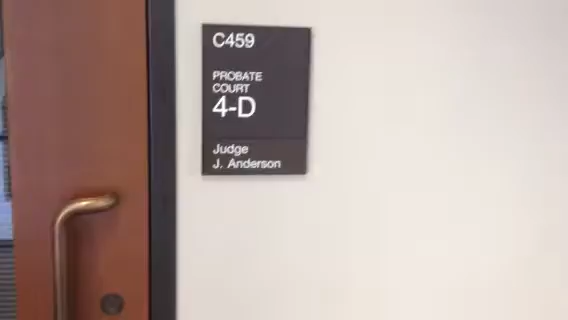 C459
PROBATE
COURT
4-D
Judge
J. Anderson